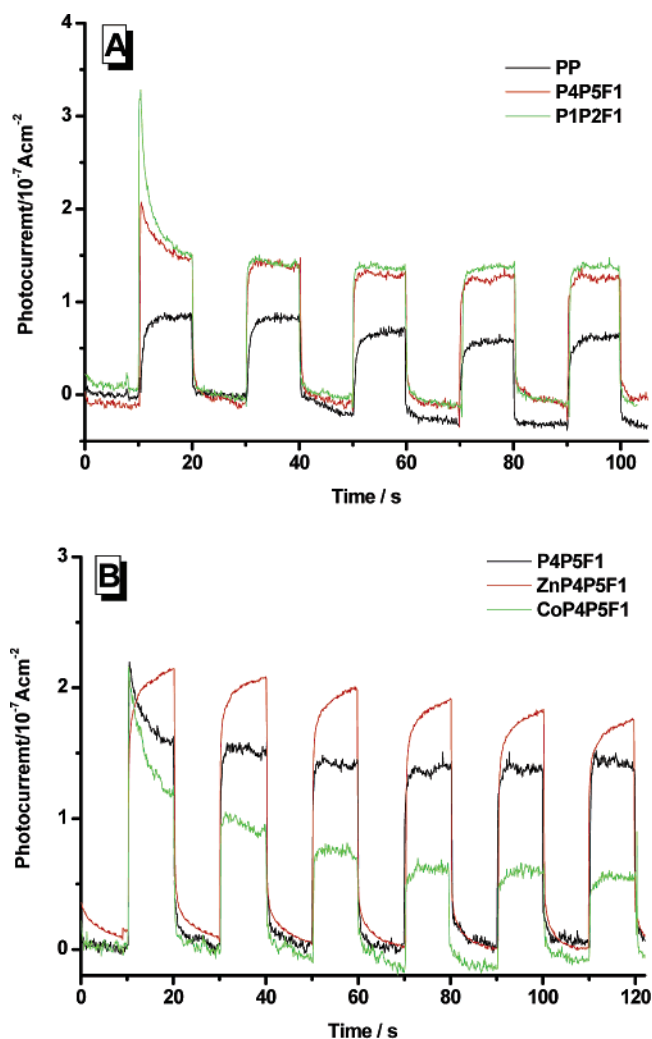 A
PP
P4P5F1
P1P2F1
4
3
2
1
0
Photocurremt/10⁻⁷Acm⁻²
0 20 40 60 80 100
Time / s
B
P4P5F1
ZnP4P5F1
CoP4P5F1
3
2
1
0
Photocurremt/10⁻⁷Acm⁻²
0 20 40 60 80 100 120
Time / s